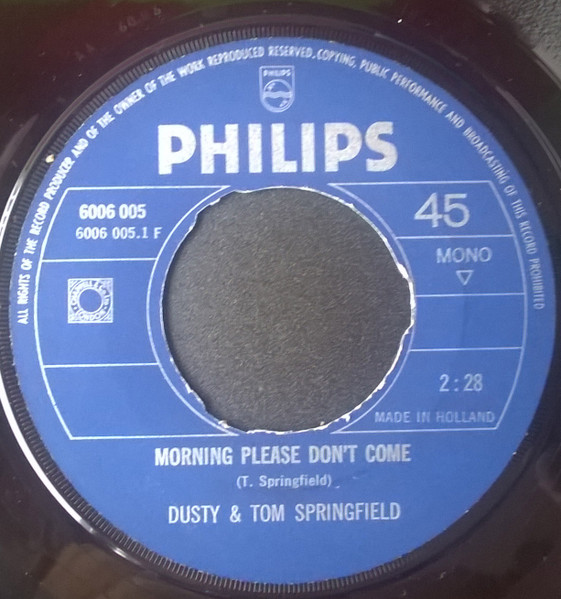 ALL RIGHTS OF THE RECORD PRODUCER AND OF THE OWNER OF THE WORK REPRODUCED RESERVED. COPYING, PUBLIC PERFORMANCE AND BROADCASTING OF THIS RECORD PROHIBITED
PHILIPS
PHILIPS
6006 005
6006 005.1 F
45
MONO
▽
2:28
MADE IN HOLLAND
MORNING PLEASE DON'T COME
(T. Springfield)
DUSTY & TOM SPRINGFIELD